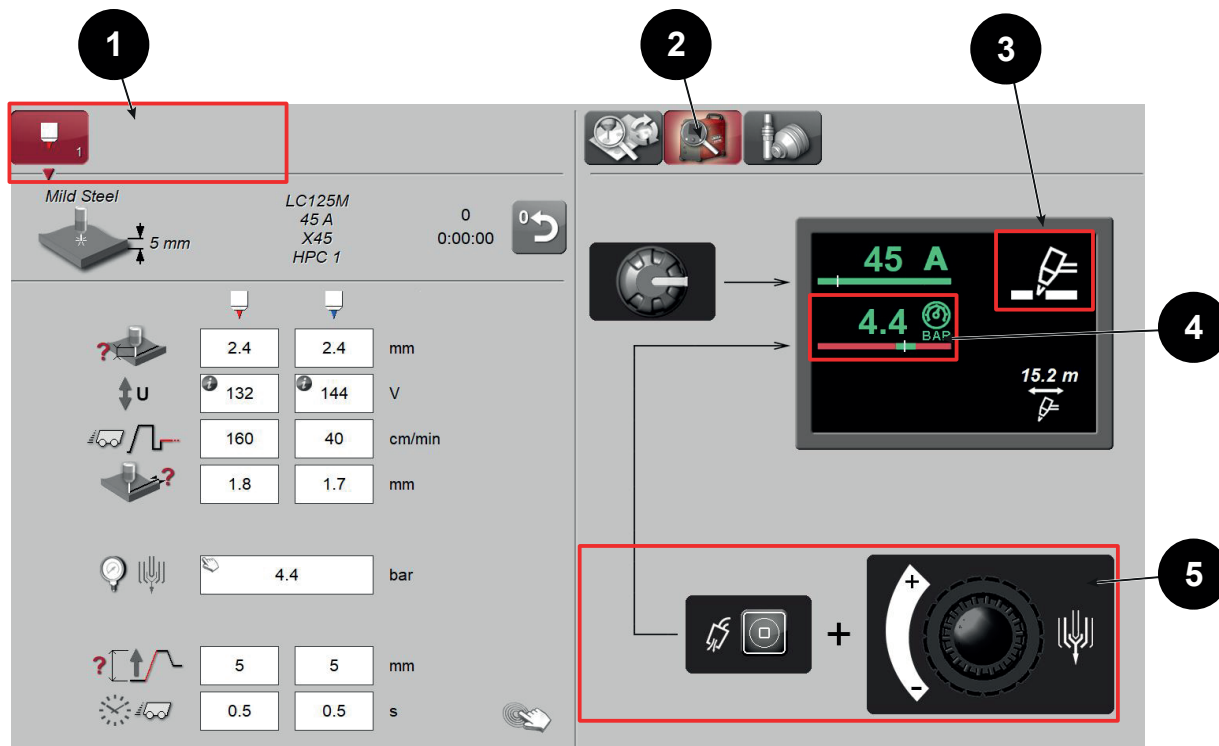 1
2
3
1
Mild Steel
5 mm
LC125M
45 A
X45
HPC 1
0
0:00:00
0
45 A
4.4
BAP
4
15.2 m
?
2.4 2.4 mm
U 132 144 V
160 40 cm/min
? 1.8 1.7 mm
4.4 bar
? 5 5 mm
0.5 0.5 s
+
+
-
5